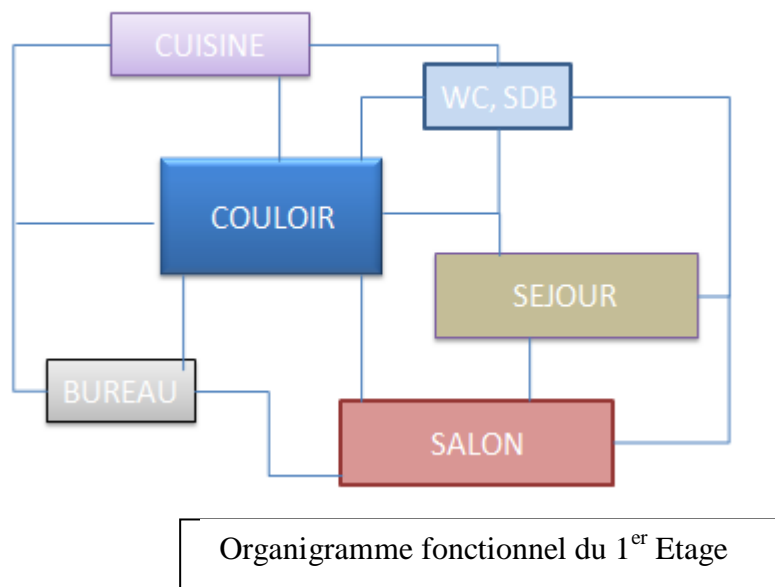 CUISINE
WC, SDB
COULOIR
SEJOUR
BUREAU
SALON
Organigramme fonctionnel du 1er Etage